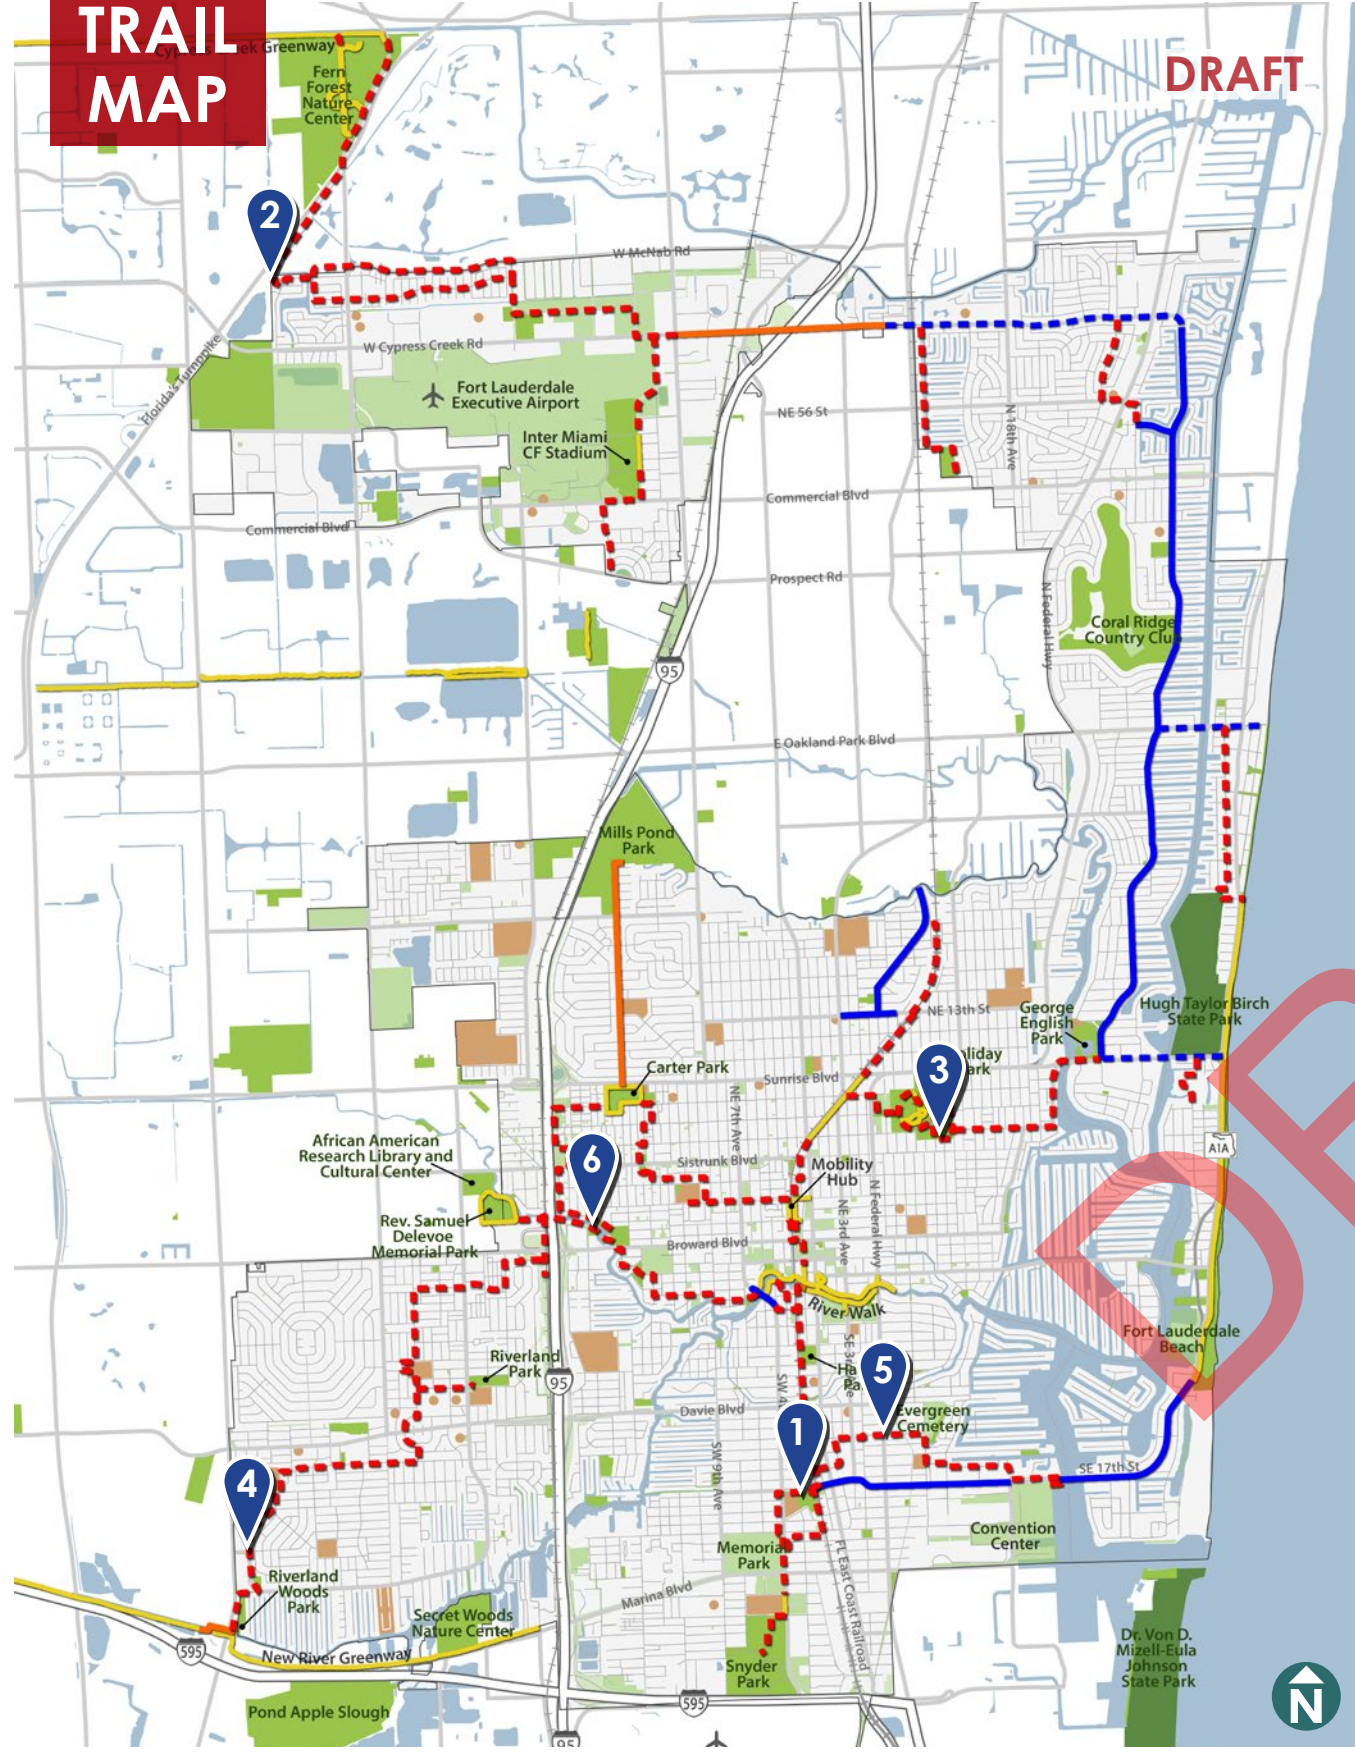 TRAIL
MAP
DRAFT
Greenway
Fern
Forest
Nature
Center
2
W McNab Rd
W Cypress Creek Rd
Florida's Turnpike
Fort Lauderdale
Executive Airport
NE 56 St
N 18th Ave
Inter Miami
CF Stadium
Commercial Blvd
Commercial Blvd
Prospect Rd
N Federal Hwy
Coral Ridge
Country Club
95
E Oakland Park Blvd
Mills Pond
Park
NE 13th St
George
English
Park
Hugh Taylor Birch
State Park
Carter Park
Sunrise Blvd
3
NE 7th Ave
African American
Research Library and
Cultural Center
6
Sistrunk Blvd
Mobility
Hub
A1A
Rev. Samuel
Delevoe
Memorial Park
Broward Blvd
NE 3rd Ave
N Federal Hwy
River Walk
Fort Lauderdale
Beach
Riverland
Park
95
5
Davie Blvd
Evergreen
Cemetery
1
SW 9th Ave
SE 17th St
4
Convention
Center
Memorial
Park
Riverland
Woods
Park
Marina Blvd
FL East Coast Railroad
Secret Woods
Nature Center
595
New River Greenway
Snyder
Park
Dr. Von D.
Mizell-Eula
Johnson
State Park
595
Pond Apple Slough
N
95